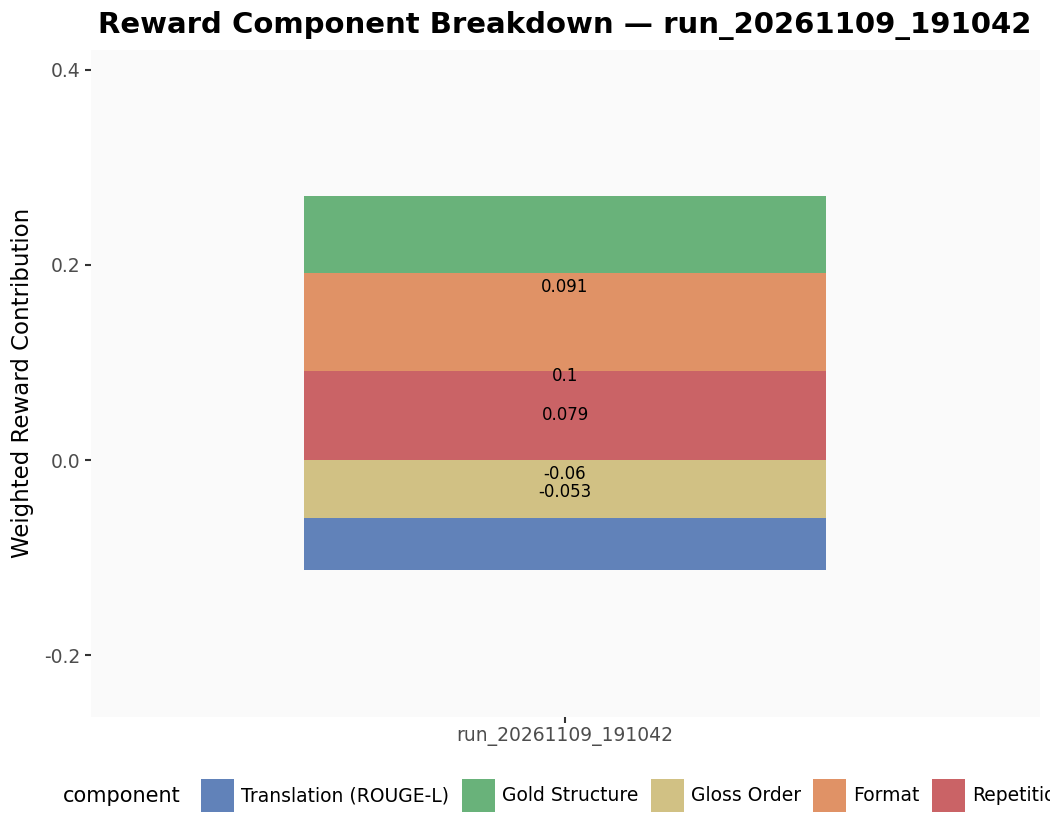 Reward Component Breakdown — run_20261109_191042
Weighted Reward Contribution
0.4
0.2
0.0
-0.2
0.091
0.1
0.079
-0.06
-0.053
run_20261109_191042
component Translation (ROUGE-L) Gold Structure Gloss Order Format